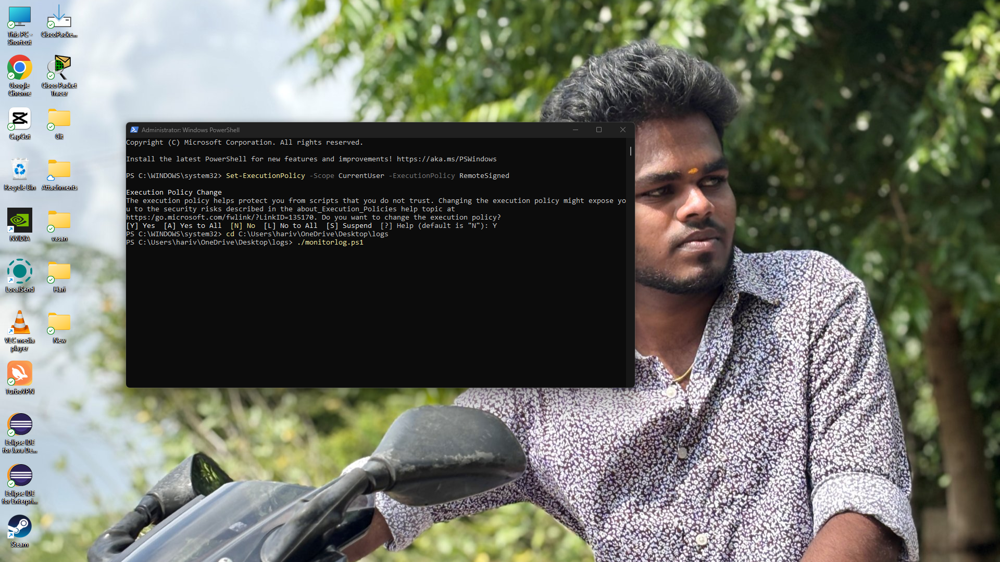 This PC -
Shortcut
CiscoPacke...
Google
Chrome
Cisco Packet
Tracer
CapCut
Git
Recycle Bin
Attachments
NVIDIA
vasan
LocalSend
Hari
VLC media
player
New
TurboVPN
Eclipse IDE
for Java De...
Eclipse IDE
for Enterpri...
Steam
Administrator: Windows PowerShell
Copyright (C) Microsoft Corporation. All rights reserved.
Install the latest PowerShell for new features and improvements! https://aka.ms/PSWindows
PS C:\WINDOWS\system32> Set-ExecutionPolicy -Scope CurrentUser -ExecutionPolicy RemoteSigned
Execution Policy Change
The execution policy helps protect you from scripts that you do not trust. Changing the execution policy might expose yo
u to the security risks described in the about_Execution_Policies help topic at
https:/go.microsoft.com/fwlink/?LinkID=135170. Do you want to change the execution policy?
[Y] Yes  [A] Yes to All  [N] No  [L] No to All  [S] Suspend  [?] Help (default is "N"): Y
PS C:\WINDOWS\system32> cd C:\Users\hariv\OneDrive\Desktop\logs
PS C:\Users\hariv\OneDrive\Desktop\logs> ./monitorlog.ps1